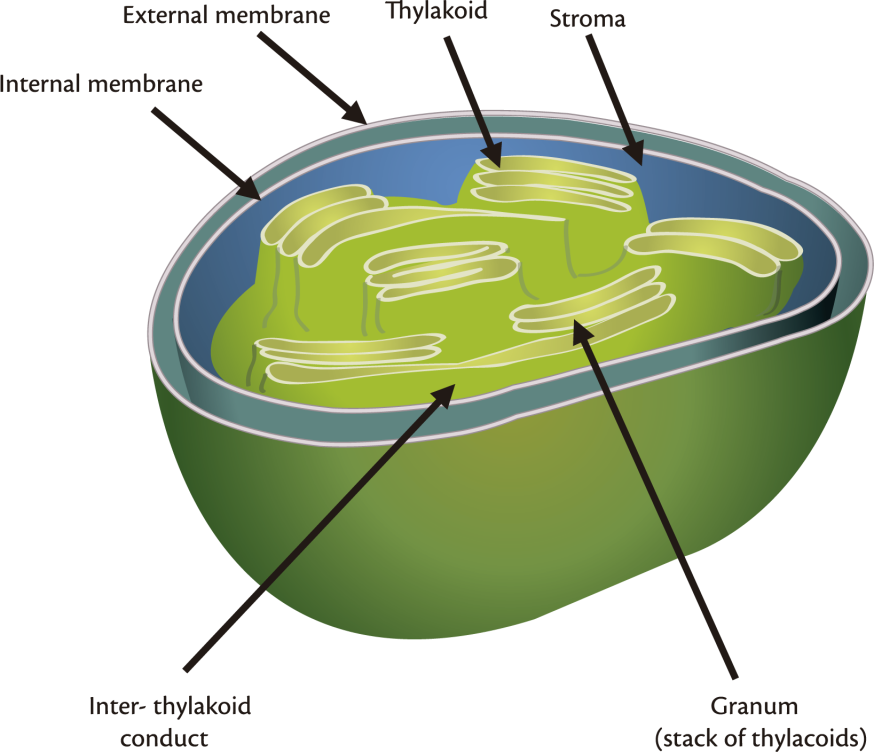 External membrane
Thylakoid
Stroma
Internal membrane
Inter- thylakoid
conduct
Granum
(stack of thylacoids)